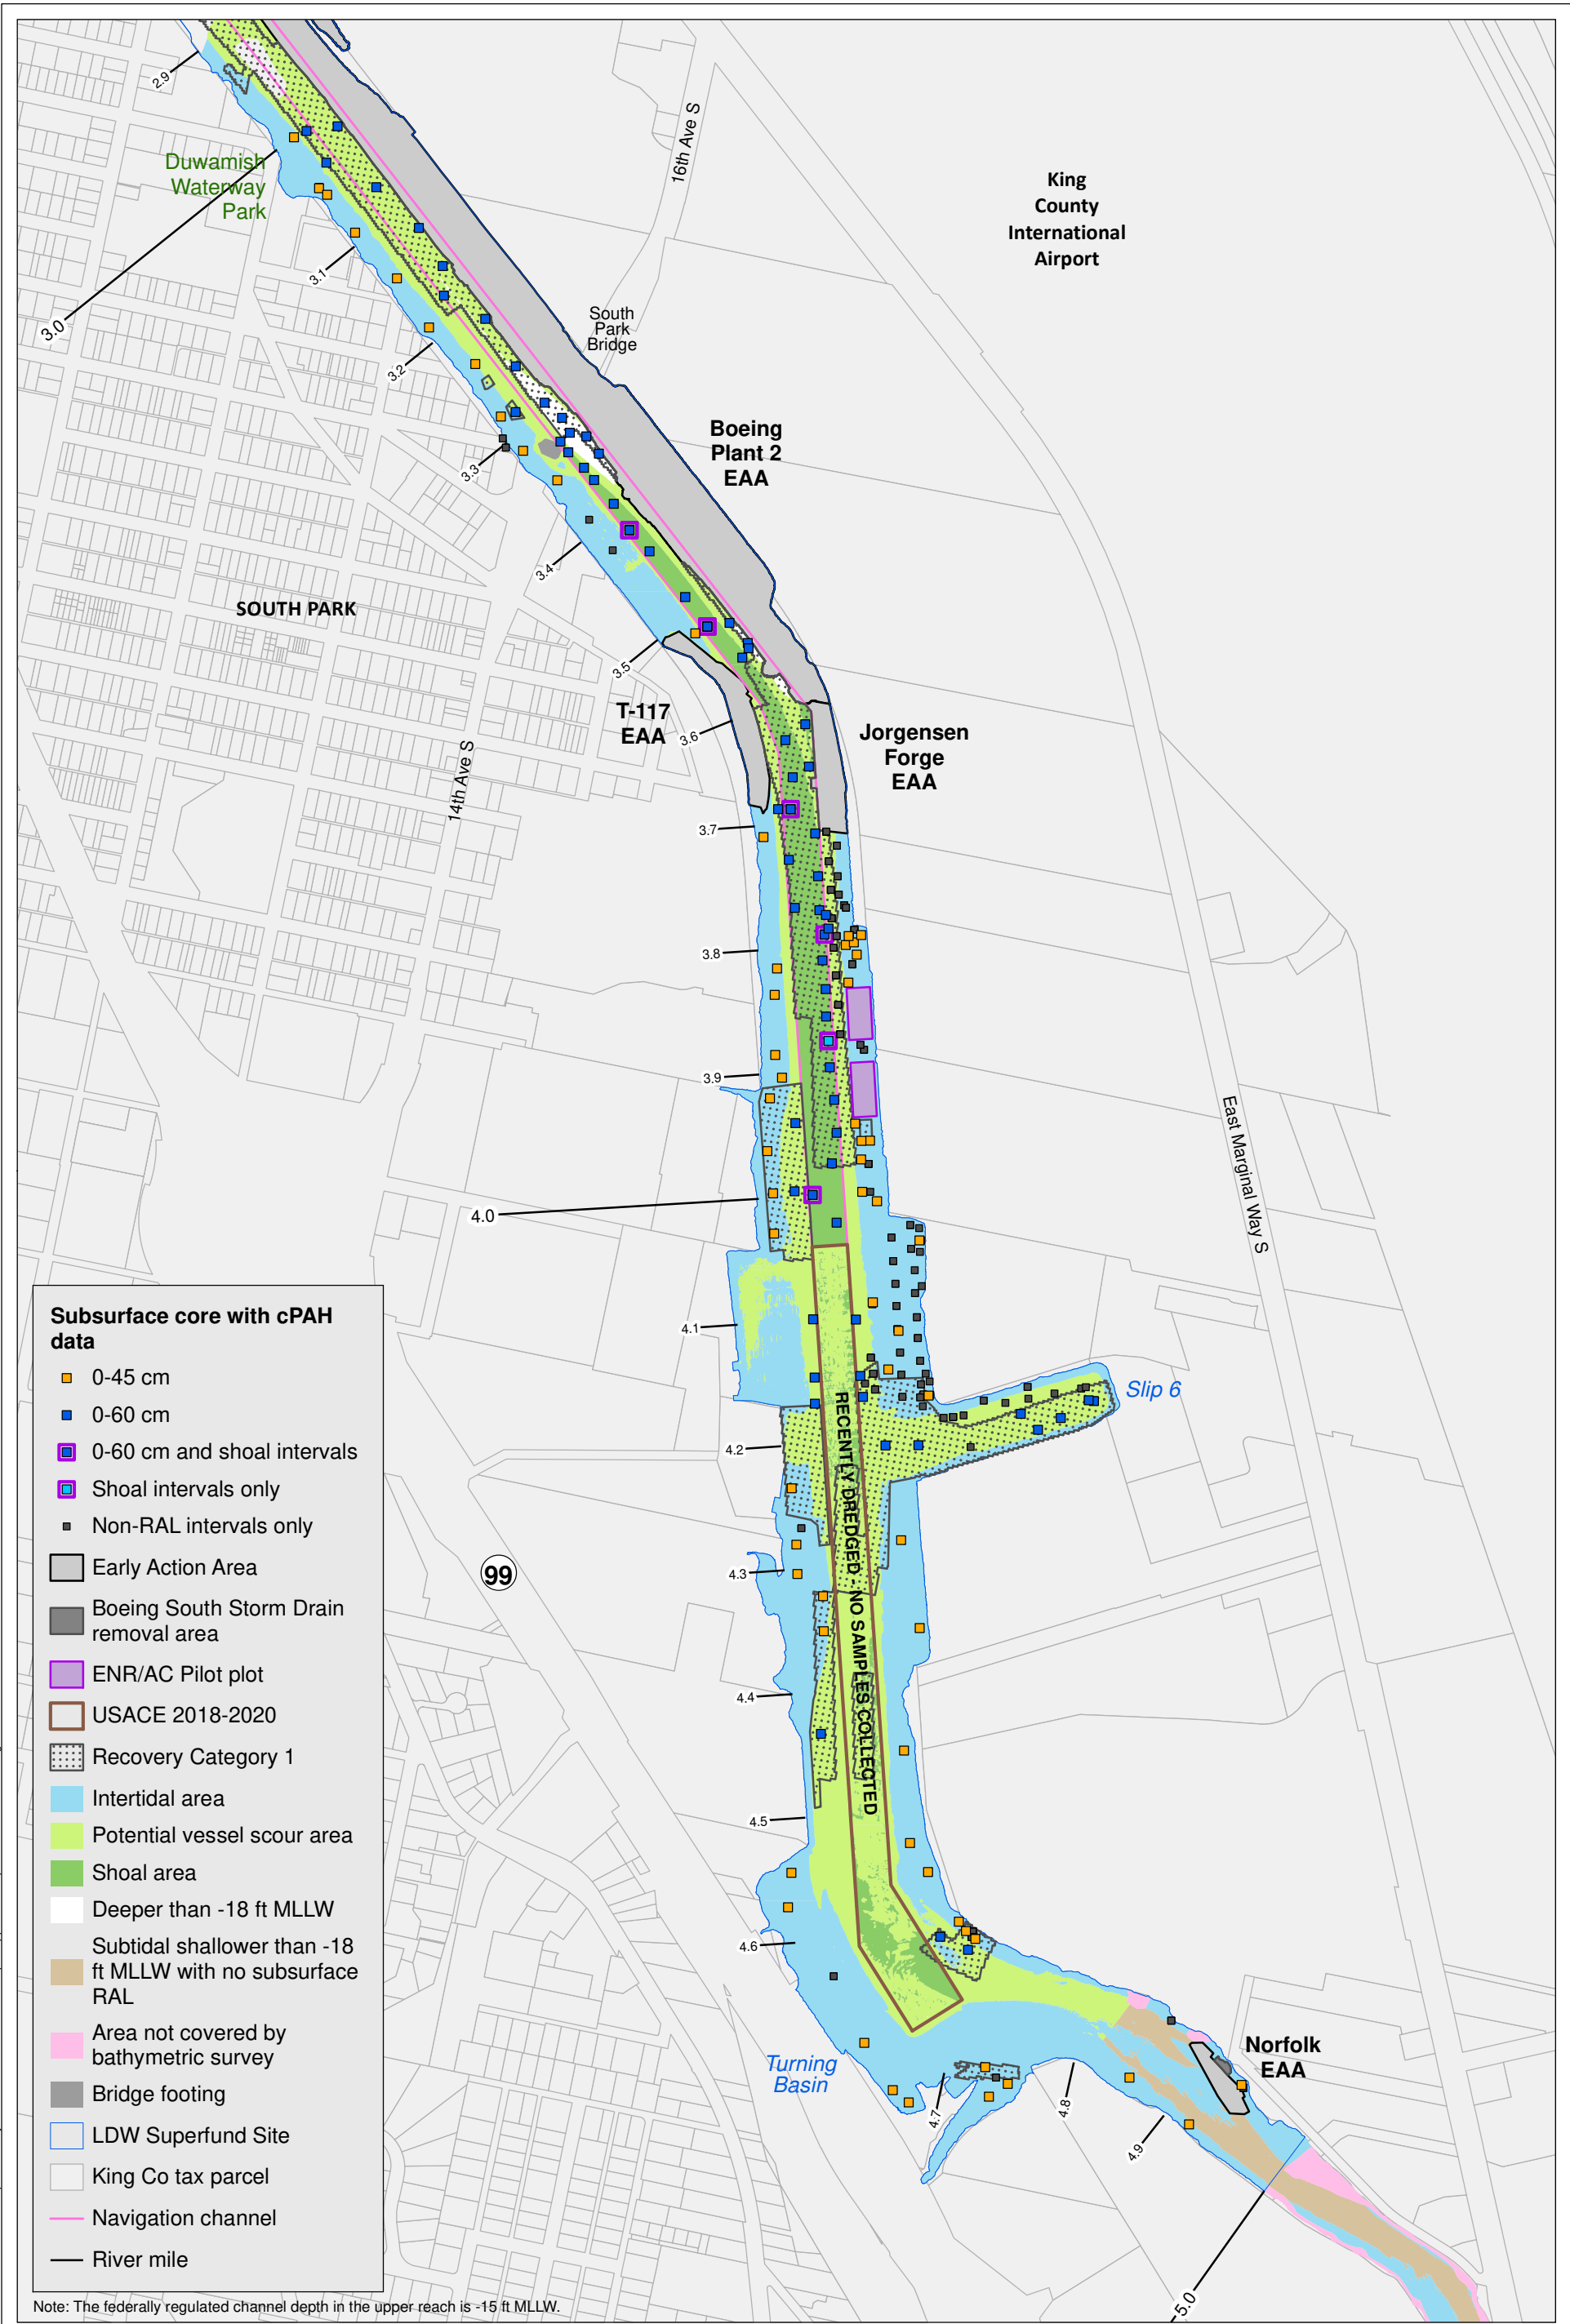 2.9
Duwamish
Waterway
Park
3.0
3.1
3.2
3.3
3.4
3.5
3.6
3.7
3.8
3.9
4.0
4.1
4.2
4.3
4.4
4.5
4.6
4.7
4.8
4.9
5.0
16th Ave S
King
County
International
Airport
South
Park
Bridge
Boeing
Plant 2
EAA
SOUTH PARK
T-117
EAA
Jorgensen
Forge
EAA
14th Ave S
East Marginal Way S
Slip 6
RECENTLY DREDGED - NO SAMPLES COLLECTED
99
Turning
Basin
Norfolk
EAA
Subsurface core with cPAH
data
0-45 cm
0-60 cm
0-60 cm and shoal intervals
Shoal intervals only
Non-RAL intervals only
Early Action Area
Boeing South Storm Drain
removal area
ENR/AC Pilot plot
USACE 2018-2020
Recovery Category 1
Intertidal area
Potential vessel scour area
Shoal area
Deeper than -18 ft MLLW
Subtidal shallower than -18
ft MLLW with no subsurface
RAL
Area not covered by
bathymetric survey
Bridge footing
LDW Superfund Site
King Co tax parcel
Navigation channel
River mile
Note: The federally regulated channel depth in the upper reach is -15 ft MLLW.